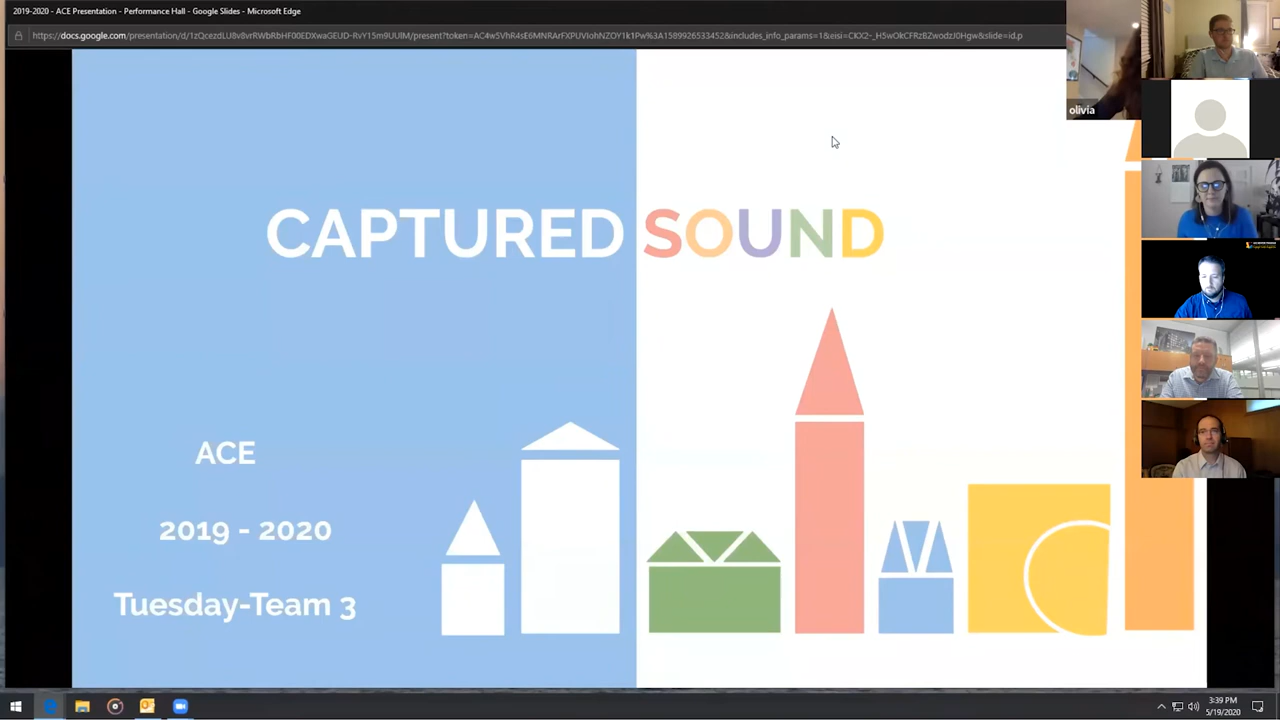 2019-2020 - ACE Presentation - Performance Hall - Google Slides - Microsoft Edge
olivia
CAPTURED SOUND
ACE
2019 - 2020
Tuesday-Team 3
3:39 PM
5/19/2020